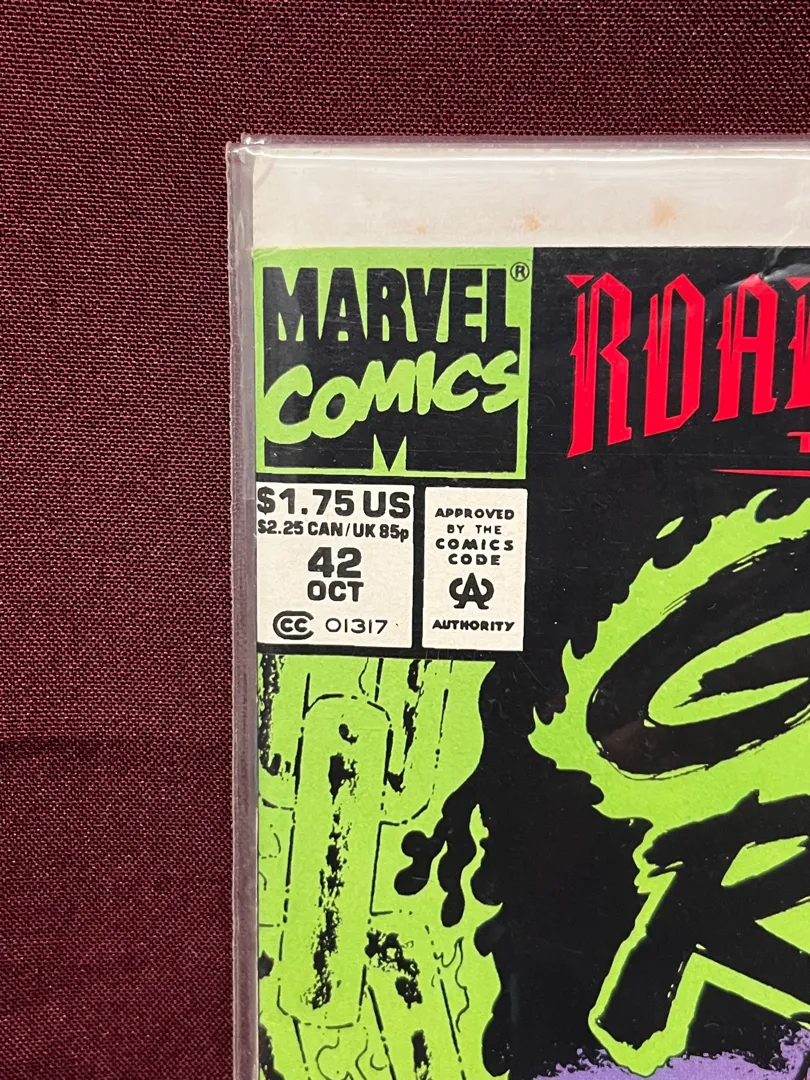 MARVEL®
COMICS
M
$1.75 US
$2.25 CAN/UK 85p
42
OCT
CC 01317
APPROVED
BY THE
COMICS
CODE
CA
AUTHORITY
ROA